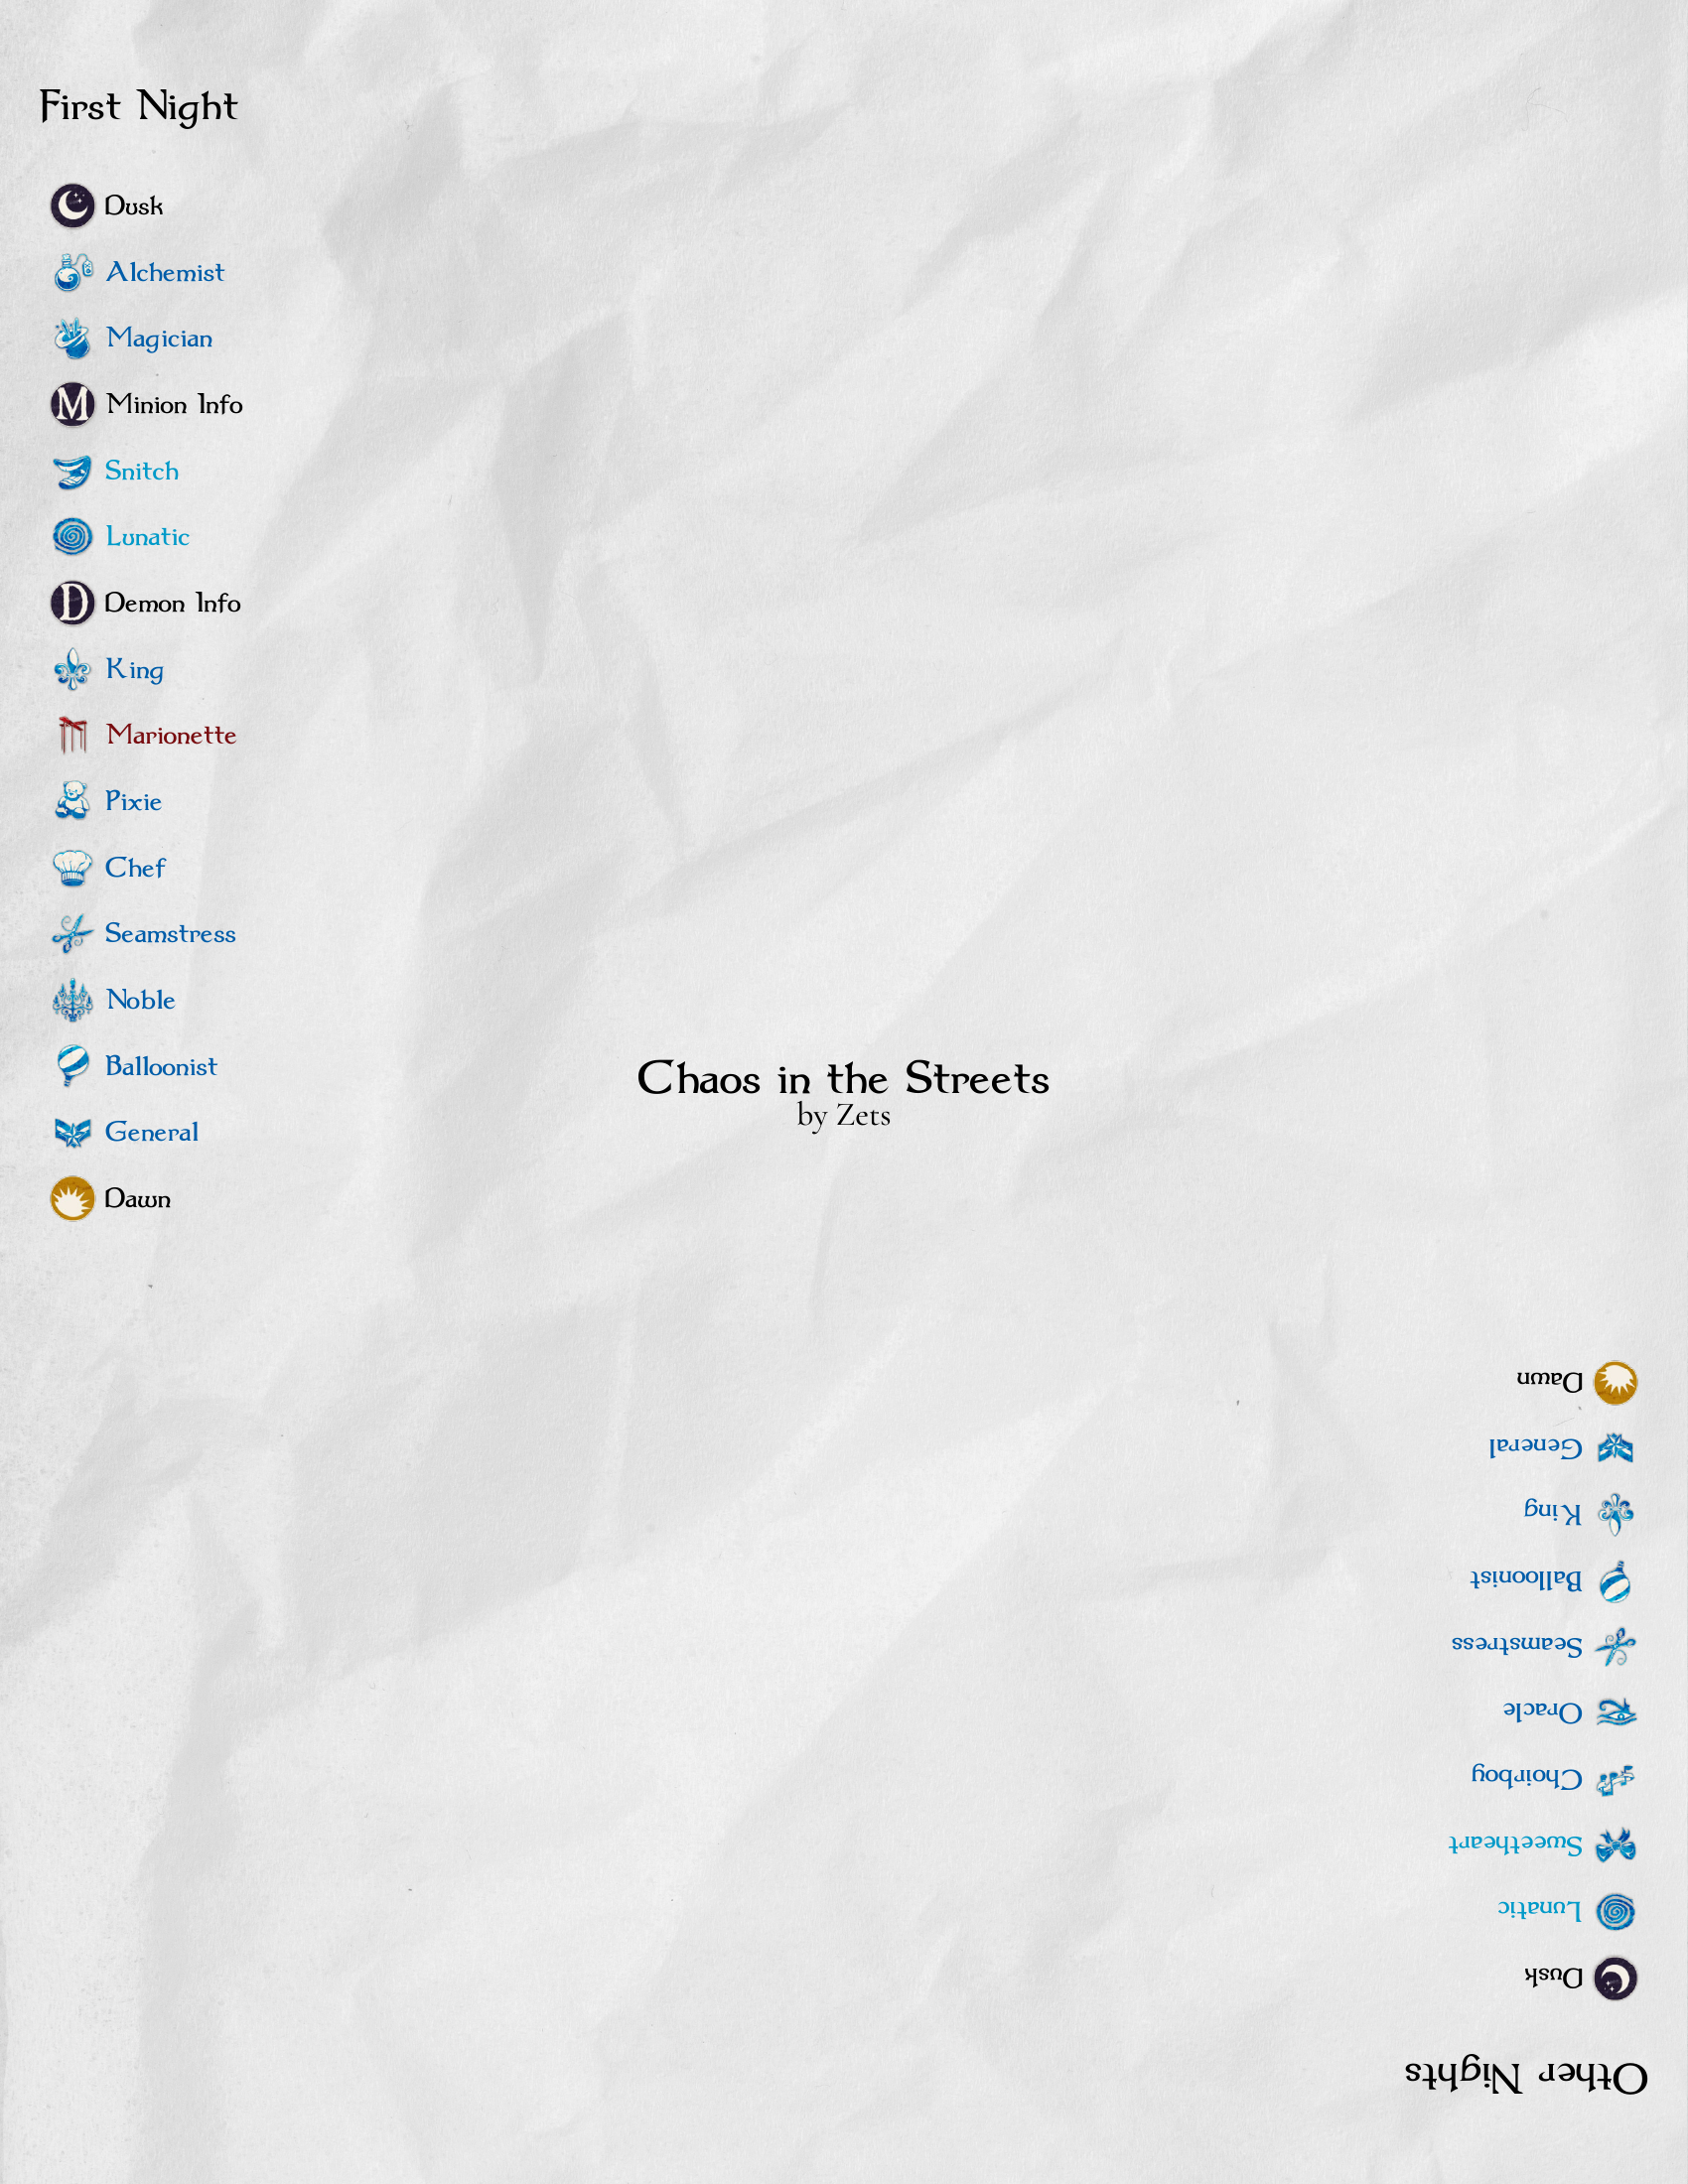 First Night
Dusk
Alchemist
Magician
Minion Info
Snitch
Lunatic
Demon Info
King
Marionette
Pixie
Chef
Seamstress
Noble
Balloonist
General
Dawn
Chaos in the Streets
by Zets
Other Nights
Dusk
Lunatic
Sweetheart
Choirboy
Oracle
Seamstress
Balloonist
King
General
Dawn